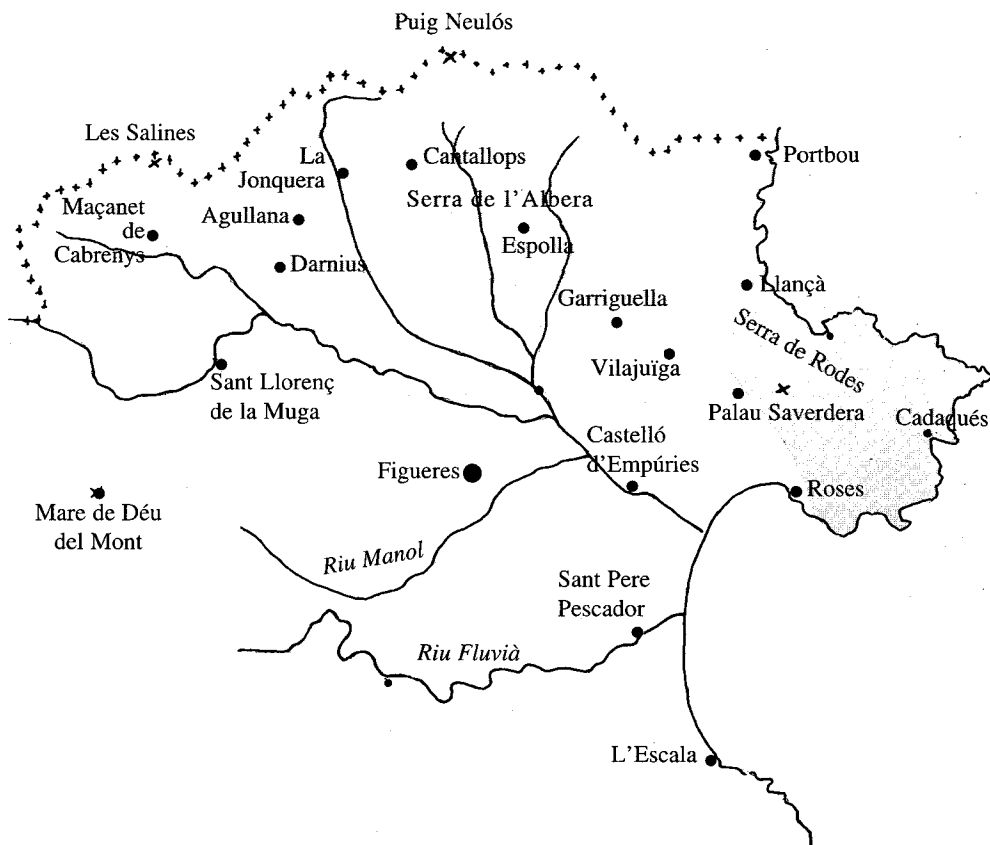 Puig Neulós
Les Salines
La
Jonquera
Cantallops
Portbou
Maçanet
de
Cabrenys
Agullana
Serra de l'Albera
Espolla
Darnius
Llançà
Garriguella
Serra de Rodes
Vilajuïga
Sant Llorenç
de la Muga
Palau Saverdera
Cadaqués
Castelló
d'Empúries
Figueres
Roses
Mare de Déu
del Mont
Riu Manol
Sant Pere
Pescador
Riu Fluvià
L'Escala